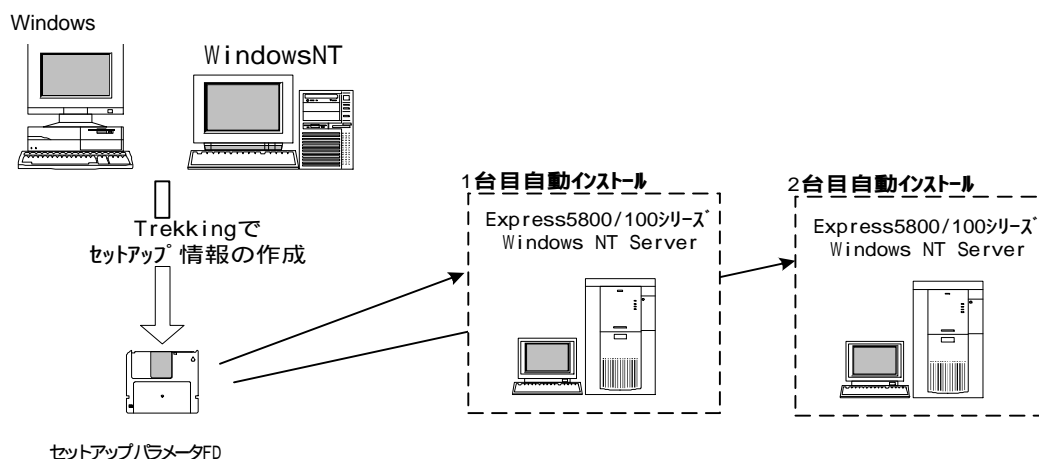 Windows
WindowsNT
Trekkingで
セットアップ 情報の作成
セットアップパラメータFD
1台目自動インストール
Express5800/100シリーズ
Windows NT Server
2台目自動インストール
Express5800/100シリーズ
Windows NT Server